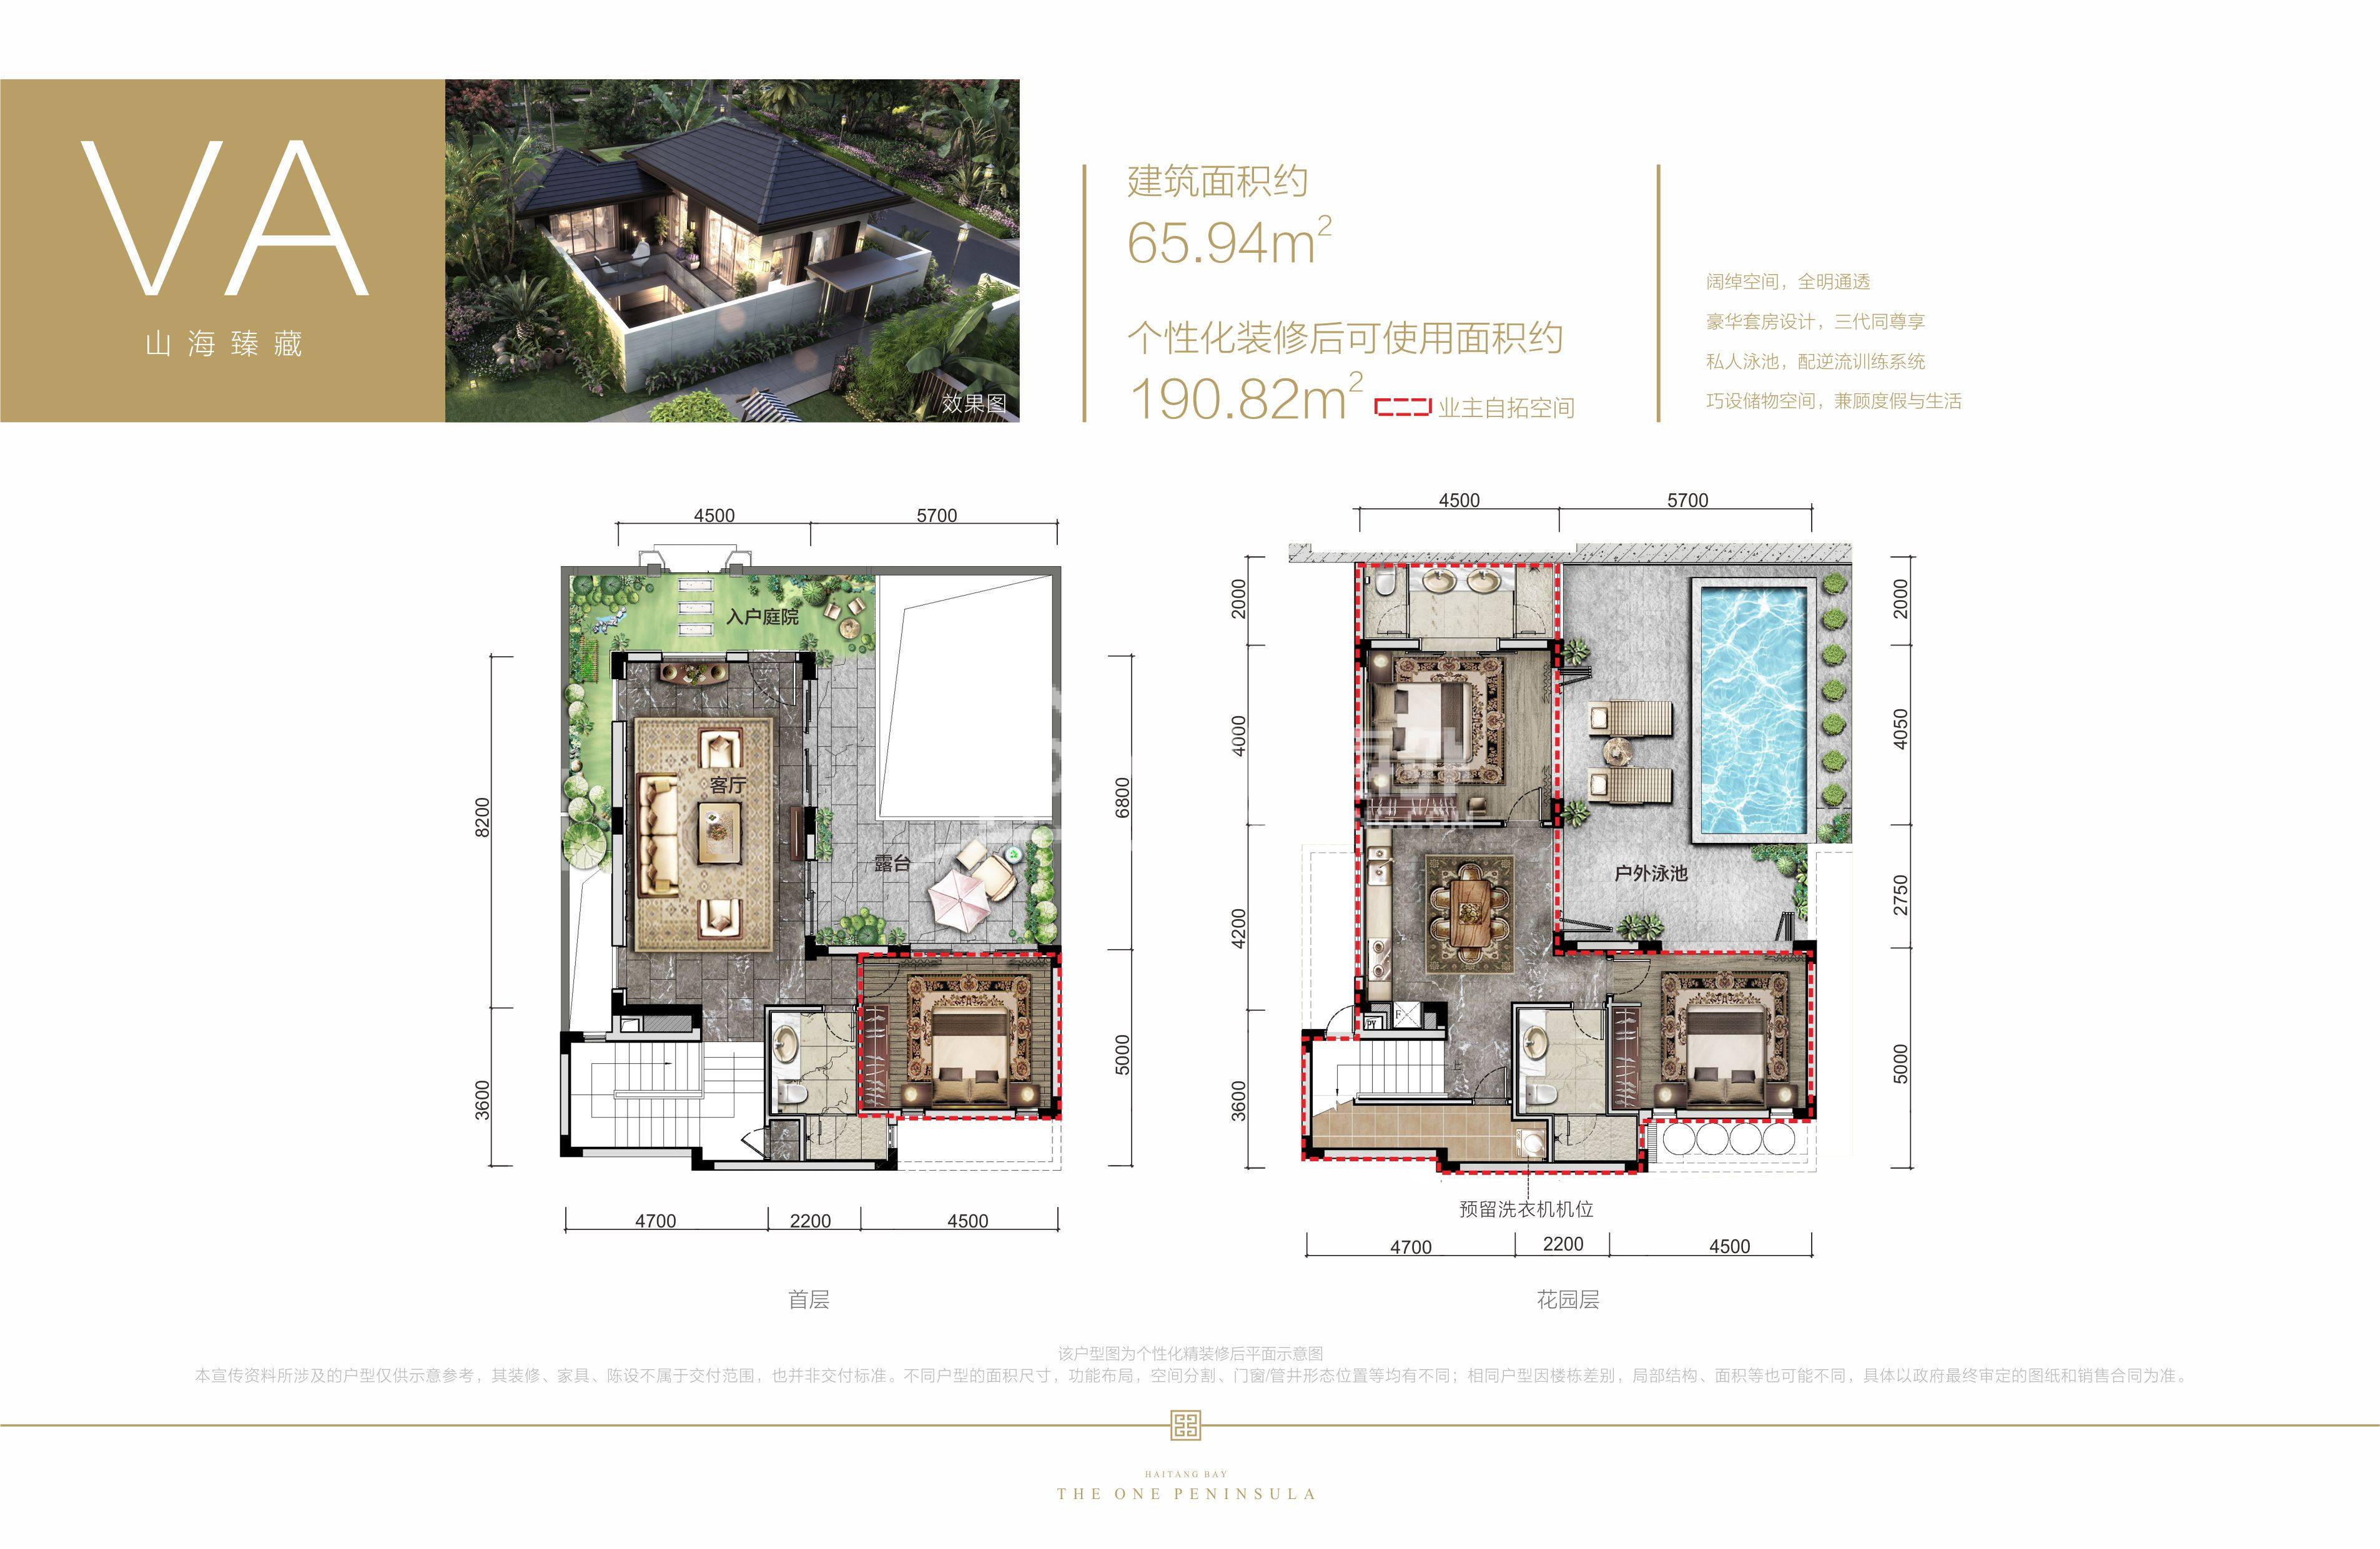 VA
山海臻藏
效果图
建筑面积约
65.94m²
个性化装修后可使用面积约
190.82m² 业主自拓空间
阔绰空间，全明通透
豪华套房设计，三代同尊享
私人泳池，配逆流训练系统
巧设储物空间，兼顾度假与生活
4500 5700
入户庭院
客厅
露台
8200
3600
6800
5000
4700 2200 4500
首层
4500 5700
2000
4000
4200
3600
2000
4050
2750
5000
户外泳池
PY
F
上
预留洗衣机机位
4700 2200 4500
花园层
该户型图为个性化精装修后平面示意图
本宣传资料所涉及的户型仅供示意参考，其装修、家具、陈设不属于交付范围，也并非交付标准。不同户型的面积尺寸，功能布局，空间分割、门窗/管井形态位置等均有不同；相同户型因楼栋差别，局部结构、面积等也可能不同，具体以政府最终审定的图纸和销售合同为准。
HAITANG BAY
THE ONE PENINSULA